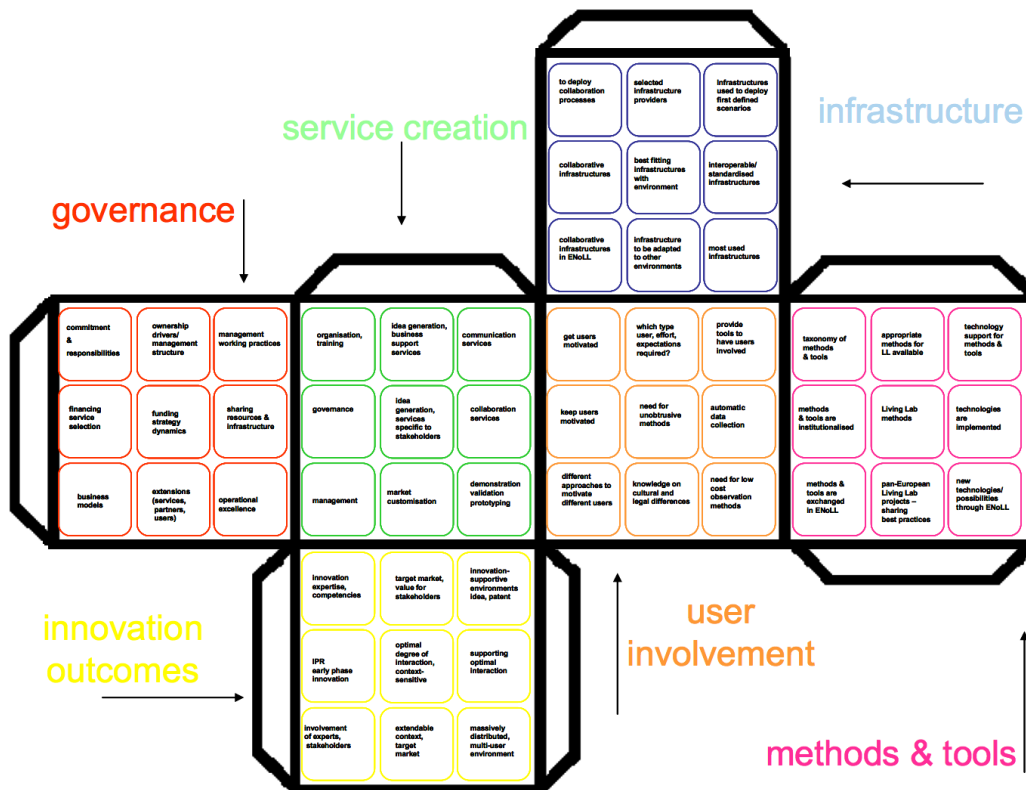 service creation
infrastructure
governance
to deploy
collaboration
processes
selected
infrastructure
providers
infrastructures
used to deploy
first defined
scenarios
collaborative
infrastructures
best fitting
infrastructures
with
environment
interoperable/
standardised
infrastructures
collaborative
infrastructures
in ENoLL
infrastructure
to be adapted
to other
environments
most used
infrastructures
commitment
&
responsibilities
ownership
drivers/
management
structure
management
working practices
financing
service
selection
funding
strategy
dynamics
sharing
resources &
infrastructure
business
models
extensions
(services,
partners,
users)
operational
excellence
organisation,
training
idea generation,
business
support
services
communication
services
governance
idea
generation,
services
specific to
stakeholders
collaboration
services
management
market
customisation
demonstration
validation
prototyping
get users
motivated
which type
user, effort,
expectations
required?
provide
tools to
have users
involved
keep users
motivated
need for
unobtrusive
methods
automatic
data
collection
different
approaches to
motivate
different users
knowledge on
cultural and
legal differences
need for low
cost
observation
methods
taxonomy of
methods
& tools
appropriate
methods for
LL available
technology
support for
methods &
tools
methods
& tools are
institutionalised
Living Lab
methods
technologies
are
implemented
methods &
tools are
exchanged
in ENoLL
pan-European
Living Lab
projects –
sharing
best practices
new
technologies/
possibilities
through ENoLL
innovation
expertise,
competencies
target market,
value for
stakeholders
innovation-
supportive
environments
idea, patent
IPR
early phase
innovation
optimal
degree of
interaction,
context-
sensitive
supporting
optimal
interaction
involvement
of experts,
stakeholders
extendable
context,
target
market
massively
distributed,
multi-user
environment
innovation
outcomes
user
involvement
methods & tools